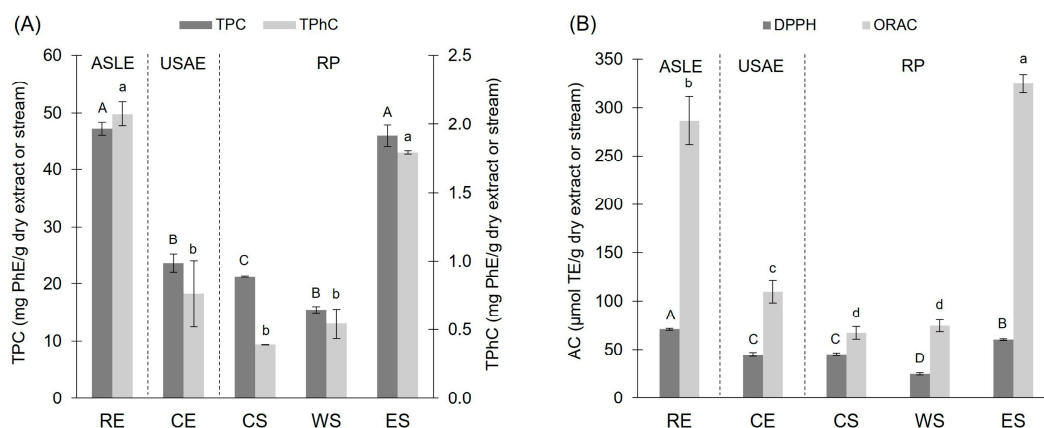 (A)
TPC TPhC
TPC (mg PhE/g dry extract or stream)
60
50
40
30
20
10
0
ASLE USAE RP
A a
B b
C b
B b
A a
RE CE CS WS ES
2.5
2.0
1.5
1.0
0.5
0.0
TPhC (mg PhE/g dry extract or stream)
(B)
DPPH ORAC
AC (µmol TE/g dry extract or stream)
350
300
250
200
150
100
50
0
ASLE USAE RP
A b
C c
C d
D d
B a
RE CE CS WS ES